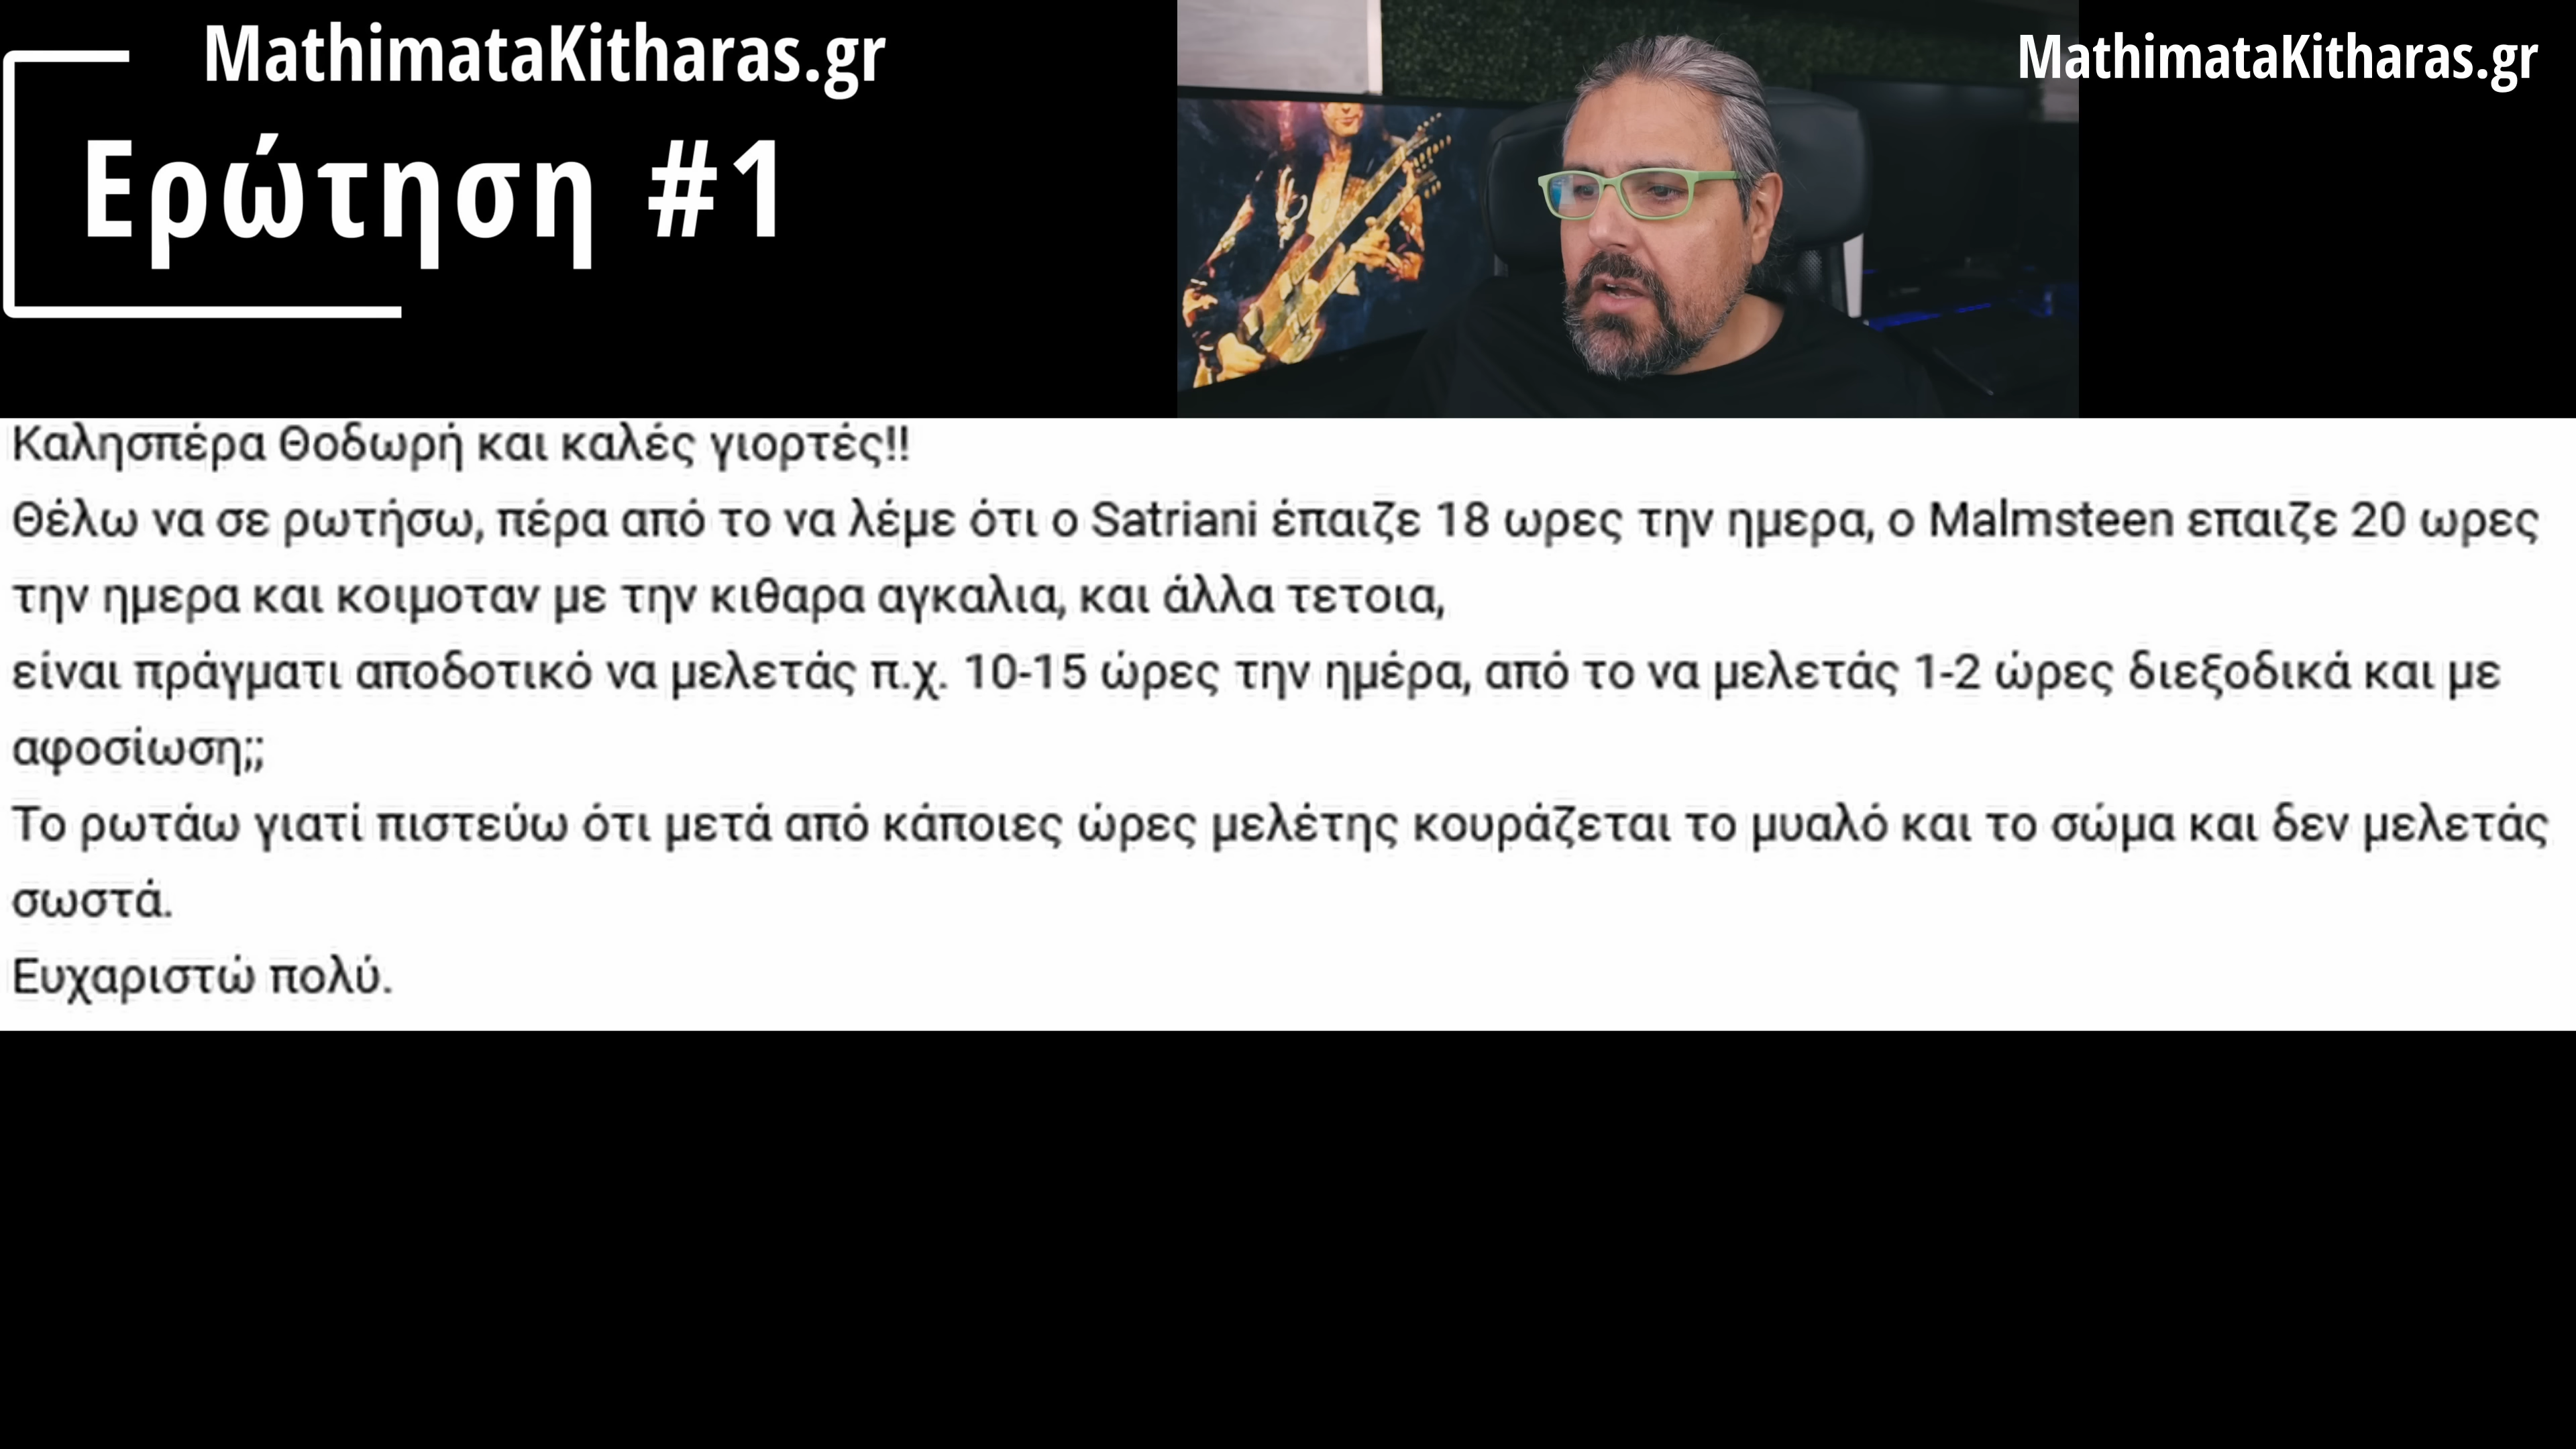 MathimataKitharas.gr
MathimataKitharas.gr
Ερώτηση #1
Καλησπέρα Θοδωρή και καλές γιορτές!!
Θέλω να σε ρωτήσω, πέρα από το να λέμε ότι ο Satriani έπαιζε 18 ωρες την ημερα, ο Malmsteen επαιζε 20 ωρες
την ημερα και κοιμοταν με την κιθαρα αγκαλια, και άλλα τετοια,
είναι πράγματι αποδοτικό να μελετάς π.χ. 10-15 ώρες την ημέρα, από το να μελετάς 1-2 ώρες διεξοδικά και με
αφοσίωση;;
Το ρωτάω γιατί πιστεύω ότι μετά από κάποιες ώρες μελέτης κουράζεται το μυαλό και το σώμα και δεν μελετάς
σωστά.
Ευχαριστώ πολύ.